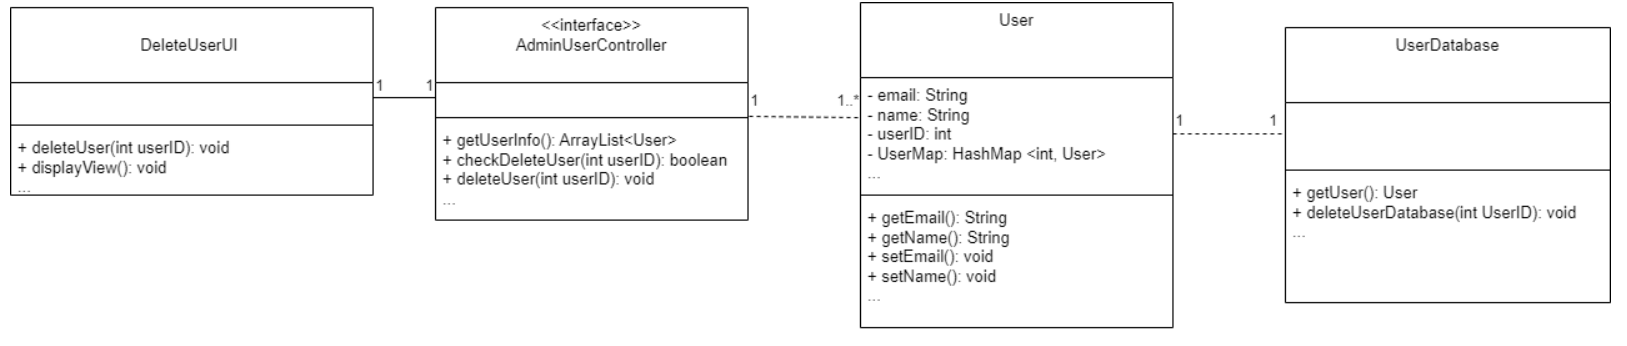 DeleteUserUI
+ deleteUser(int userID): void
+ displayView(): void
...
1
1
<<interface>>
AdminUserController
+ getUserInfo(): ArrayList<User>
+ checkDeleteUser(int userID): boolean
+ deleteUser(int userID): void
...
1
1..*
User
- email: String
- name: String
- userID: int
- UserMap: HashMap <int, User>
...
+ getEmail(): String
+ getName(): String
+ setEmail(): void
+ setName(): void
...
1
1
UserDatabase
+ getUser(): User
+ deleteUserDatabase(int UserID): void
...